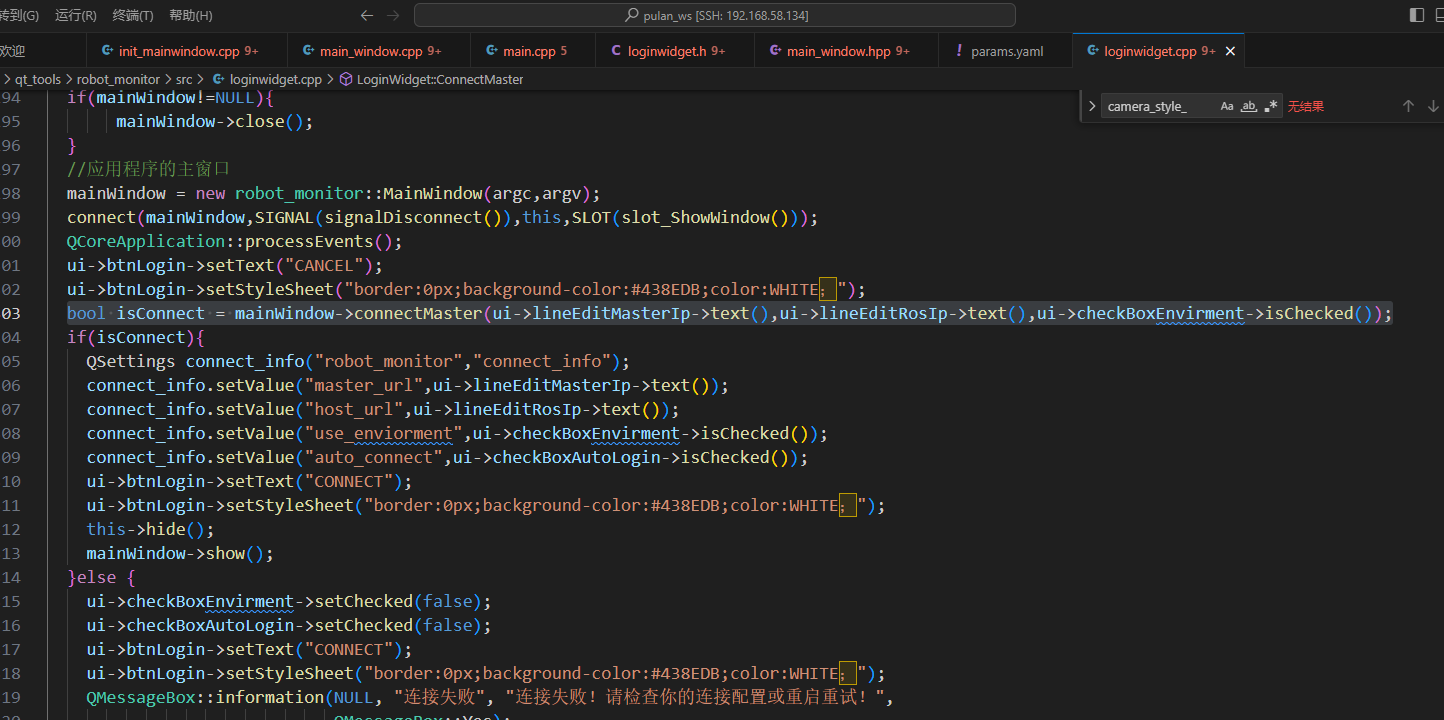 转到(G) 运行(R) 终端(T) 帮助(H) pulan_ws [SSH: 192.168.58.134]
欢迎 init_mainwindow.cpp 9+ main_window.cpp 9+ main.cpp 5 C loginwidget.h 9+ main_window.hpp 9+ ! params.yaml loginwidget.cpp 9+
qt_tools > robot_monitor > src > loginwidget.cpp > LoginWidget::ConnectMaster
camera_style_ Aa ab 无结果
94 if(mainWindow!=NULL){
95 mainWindow->close();
96 }
97 //应用程序的主窗口
98 mainWindow = new robot_monitor::MainWindow(argc,argv);
99 connect(mainWindow,SIGNAL(signalDisconnect()),this,SLOT(slot_ShowWindow()));
00 QCoreApplication::processEvents();
01 ui->btnLogin->setText("CANCEL");
02 ui->btnLogin->setStyleSheet("border:0px;background-color:#438EDB;color:WHITE；");
03 bool isConnect = mainWindow->connectMaster(ui->lineEditMasterIp->text(),ui->lineEditRosIp->text(),ui->checkBoxEnvirment->isChecked());
04 if(isConnect){
05 QSettings connect_info("robot_monitor","connect_info");
06 connect_info.setValue("master_url",ui->lineEditMasterIp->text());
07 connect_info.setValue("host_url",ui->lineEditRosIp->text());
08 connect_info.setValue("use_enviorment",ui->checkBoxEnvirment->isChecked());
09 connect_info.setValue("auto_connect",ui->checkBoxAutoLogin->isChecked());
10 ui->btnLogin->setText("CONNECT");
11 ui->btnLogin->setStyleSheet("border:0px;background-color:#438EDB;color:WHITE；");
12 this->hide();
13 mainWindow->show();
14 }else {
15 ui->checkBoxEnvirment->setChecked(false);
16 ui->checkBoxAutoLogin->setChecked(false);
17 ui->btnLogin->setText("CONNECT");
18 ui->btnLogin->setStyleSheet("border:0px;background-color:#438EDB;color:WHITE；");
19 QMessageBox::information(NULL, "连接失败", "连接失败！请检查你的连接配置或重启重试！",
20 QMessageBox::Yes);